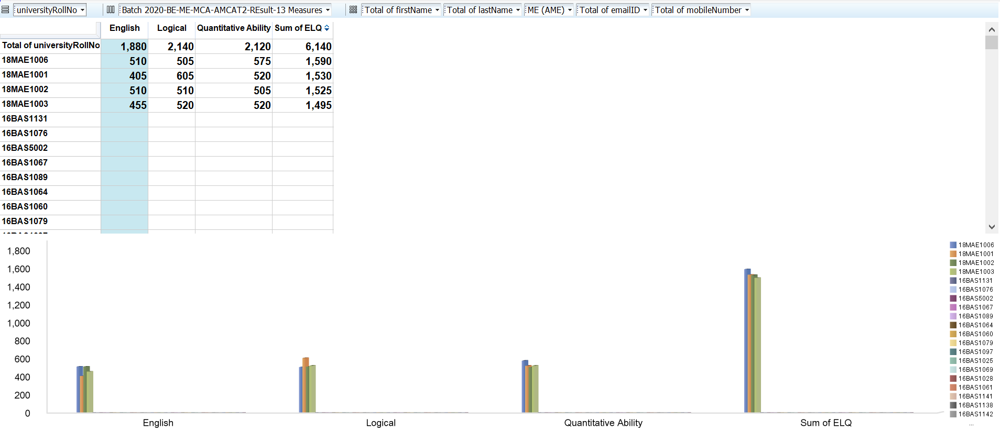 universityRollNo Batch 2020-BE-ME-MCA-AMCAT2-REsult-13 Measures Total of firstName Total of lastName ME (AME) Total of emailID Total of mobileNumber
English Logical Quantitative Ability Sum of ELQ
Total of universityRollNo 1,880 2,140 2,120 6,140
18MAE1006 510 505 575 1,590
18MAE1001 405 605 520 1,530
18MAE1002 510 510 505 1,525
18MAE1003 455 520 520 1,495
16BAS1131
16BAS1076
16BAS5002
16BAS1067
16BAS1089
16BAS1064
16BAS1060
16BAS1079
1,800
1,600
1,400
1,200
1,000
800
600
400
200
0
English Logical Quantitative Ability Sum of ELQ
18MAE1006
18MAE1001
18MAE1002
18MAE1003
16BAS1131
16BAS1076
16BAS5002
16BAS1067
16BAS1089
16BAS1064
16BAS1060
16BAS1079
16BAS1097
16BAS1025
16BAS1069
16BAS1028
16BAS1061
16BAS1141
16BAS1138
16BAS1142
...